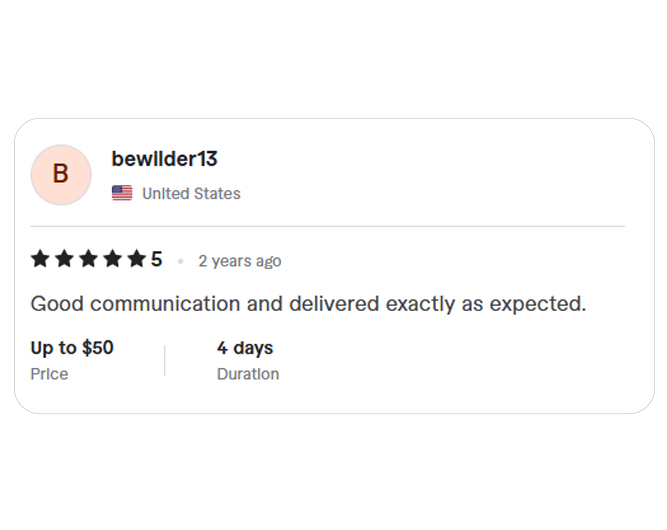 B
bewilder13
United States
5 • 2 years ago
Good communication and delivered exactly as expected.
Up to $50
Price
4 days
Duration